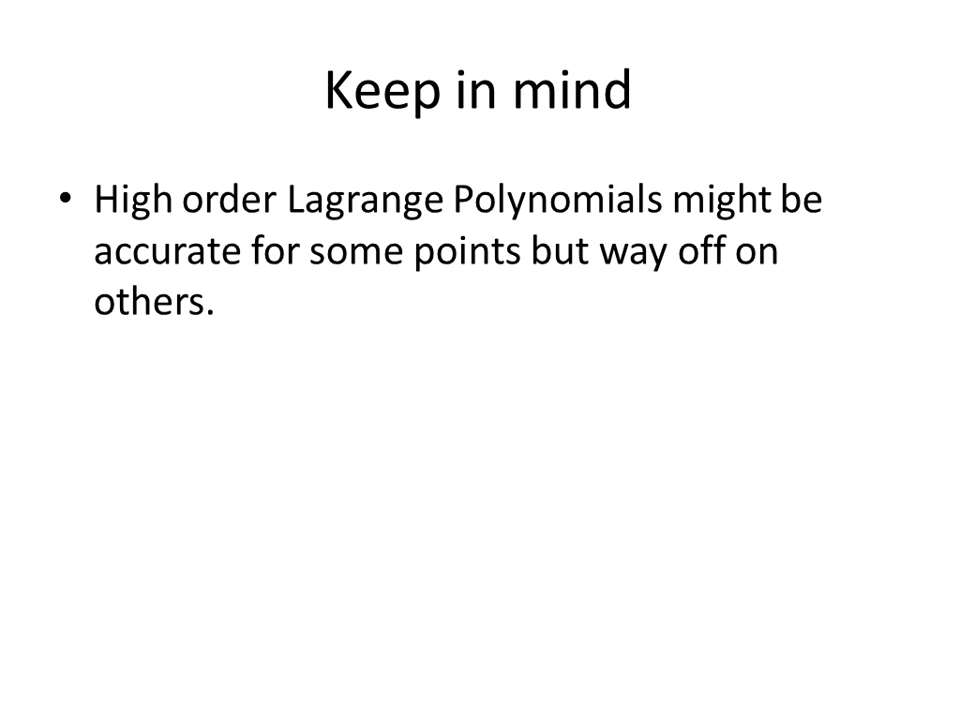 Keep in mind
• High order Lagrange Polynomials might be
accurate for some points but way off on
others.